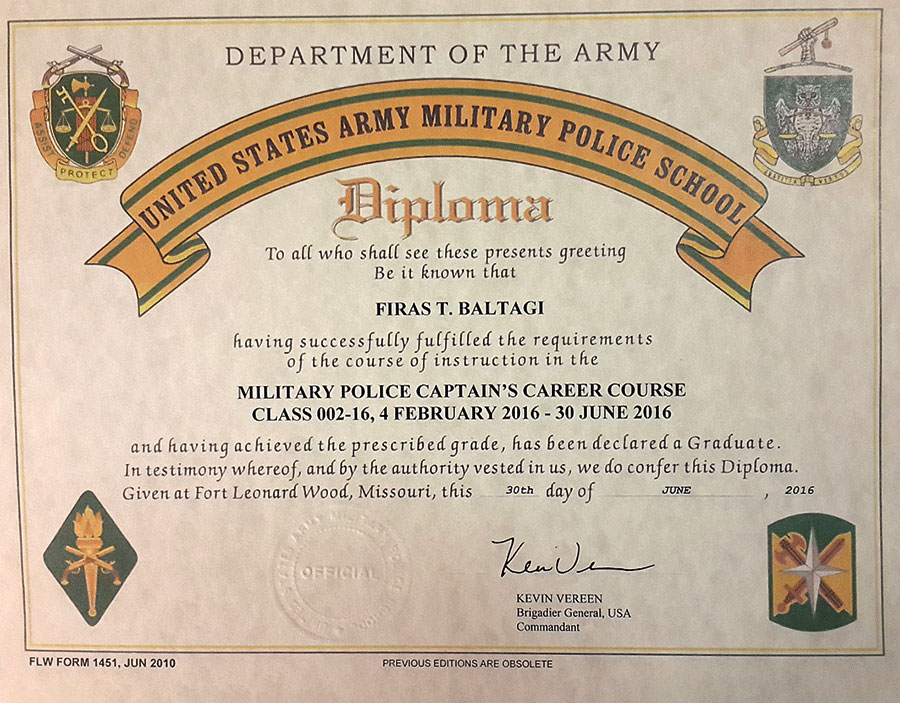 DEPARTMENT OF THE ARMY
UNITED STATES ARMY MILITARY POLICE SCHOOL
ASSIST PROTECT DEFEND
Diploma
To all who shall see these presents greeting
Be it known that
FIRAS T. BALTAGI
having successfully fulfilled the requirements
of the course of instruction in the
MILITARY POLICE CAPTAIN'S CAREER COURSE
CLASS 002-16, 4 FEBRUARY 2016 - 30 JUNE 2016
and having achieved the prescribed grade, has been declared a Graduate.
In testimony whereof, and by the authority vested in us, we do confer this Diploma.
Given at Fort Leonard Wood, Missouri, this 30th day of JUNE, 2016
OFFICIAL
KEVIN VEREEN
Brigadier General, USA
Commandant
FLW FORM 1451, JUN 2010
PREVIOUS EDITIONS ARE OBSOLETE